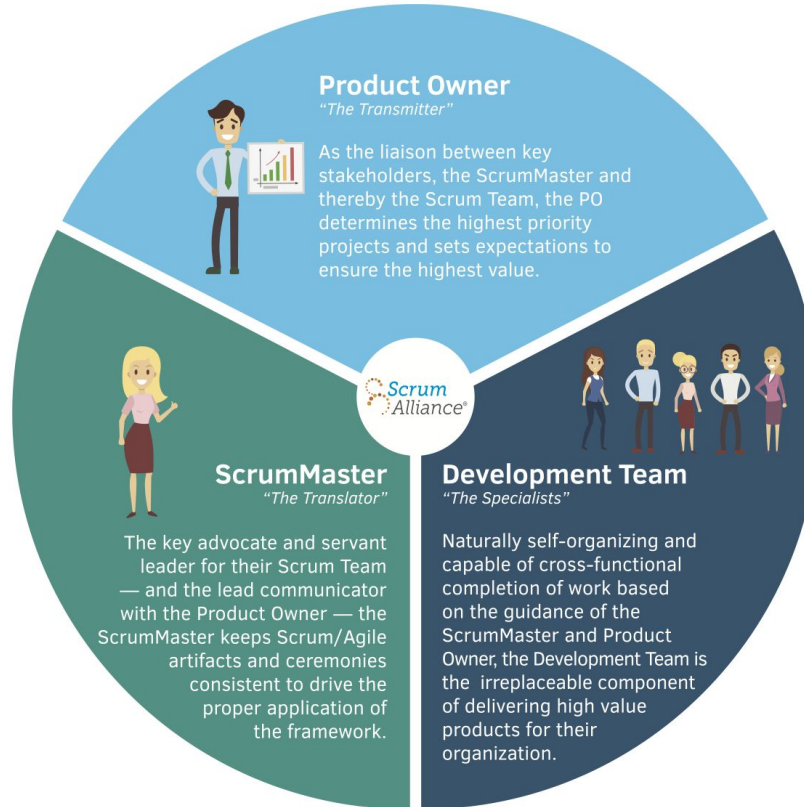 Product Owner
“The Transmitter”
As the liaison between key
stakeholders, the ScrumMaster and
thereby the Scrum Team, the PO
determines the highest priority
projects and sets expectations to
ensure the highest value.
Scrum
Alliance®
ScrumMaster
“The Translator”
The key advocate and servant
leader for their Scrum Team
— and the lead communicator
with the Product Owner — the
ScrumMaster keeps Scrum/Agile
artifacts and ceremonies
consistent to drive the
proper application of
the framework.
Development Team
“The Specialists”
Naturally self-organizing and
capable of cross-functional
completion of work based
on the guidance of the
ScrumMaster and Product
Owner, the Development Team is
the irreplaceable component
of delivering high value
products for their
organization.